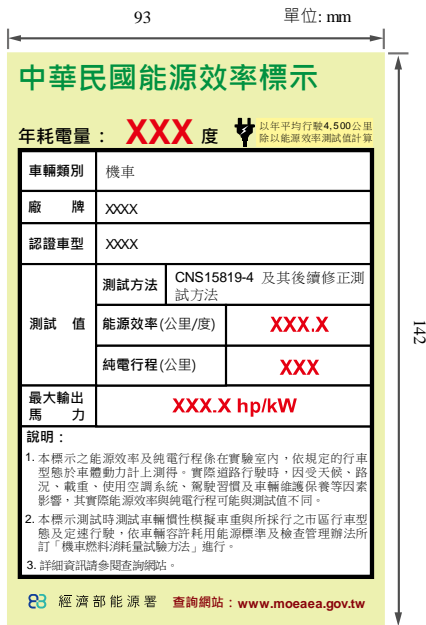 93
單位: mm
中華民國能源效率標示
年耗電量： XXX 度
以年平均行駛4,500公里
除以能源效率測試值計算
車輛類別 機車
廠 牌 XXXX
認證車型 XXXX
測試方法 CNS15819-4 及其後續修正測
試方法
測試 值 能源效率(公里/度) XXX.X
純電行程(公里) XXX
最大輸出
馬 力 XXX.X hp/kW
說明：
1. 本標示之能源效率及純電行程係在實驗室內，依規定的行車
型態於車體動力計上測得。實際道路行駛時，因受天候、路
況、載重、使用空調系統、駕駛習慣及車輛維護保養等因素
影響，其實際能源效率與純電行程可能與測試值不同。
2. 本標示測試時測試車輛慣性模擬車重與所採行之市區行車型
態及定速行駛，依車輛容許耗用能源標準及檢查管理辦法所
訂「機車燃料消耗量試驗方法」進行。
3. 詳細資訊請參閱查詢網站。
經濟部能源署 查詢網站：www.moeaea.gov.tw
142